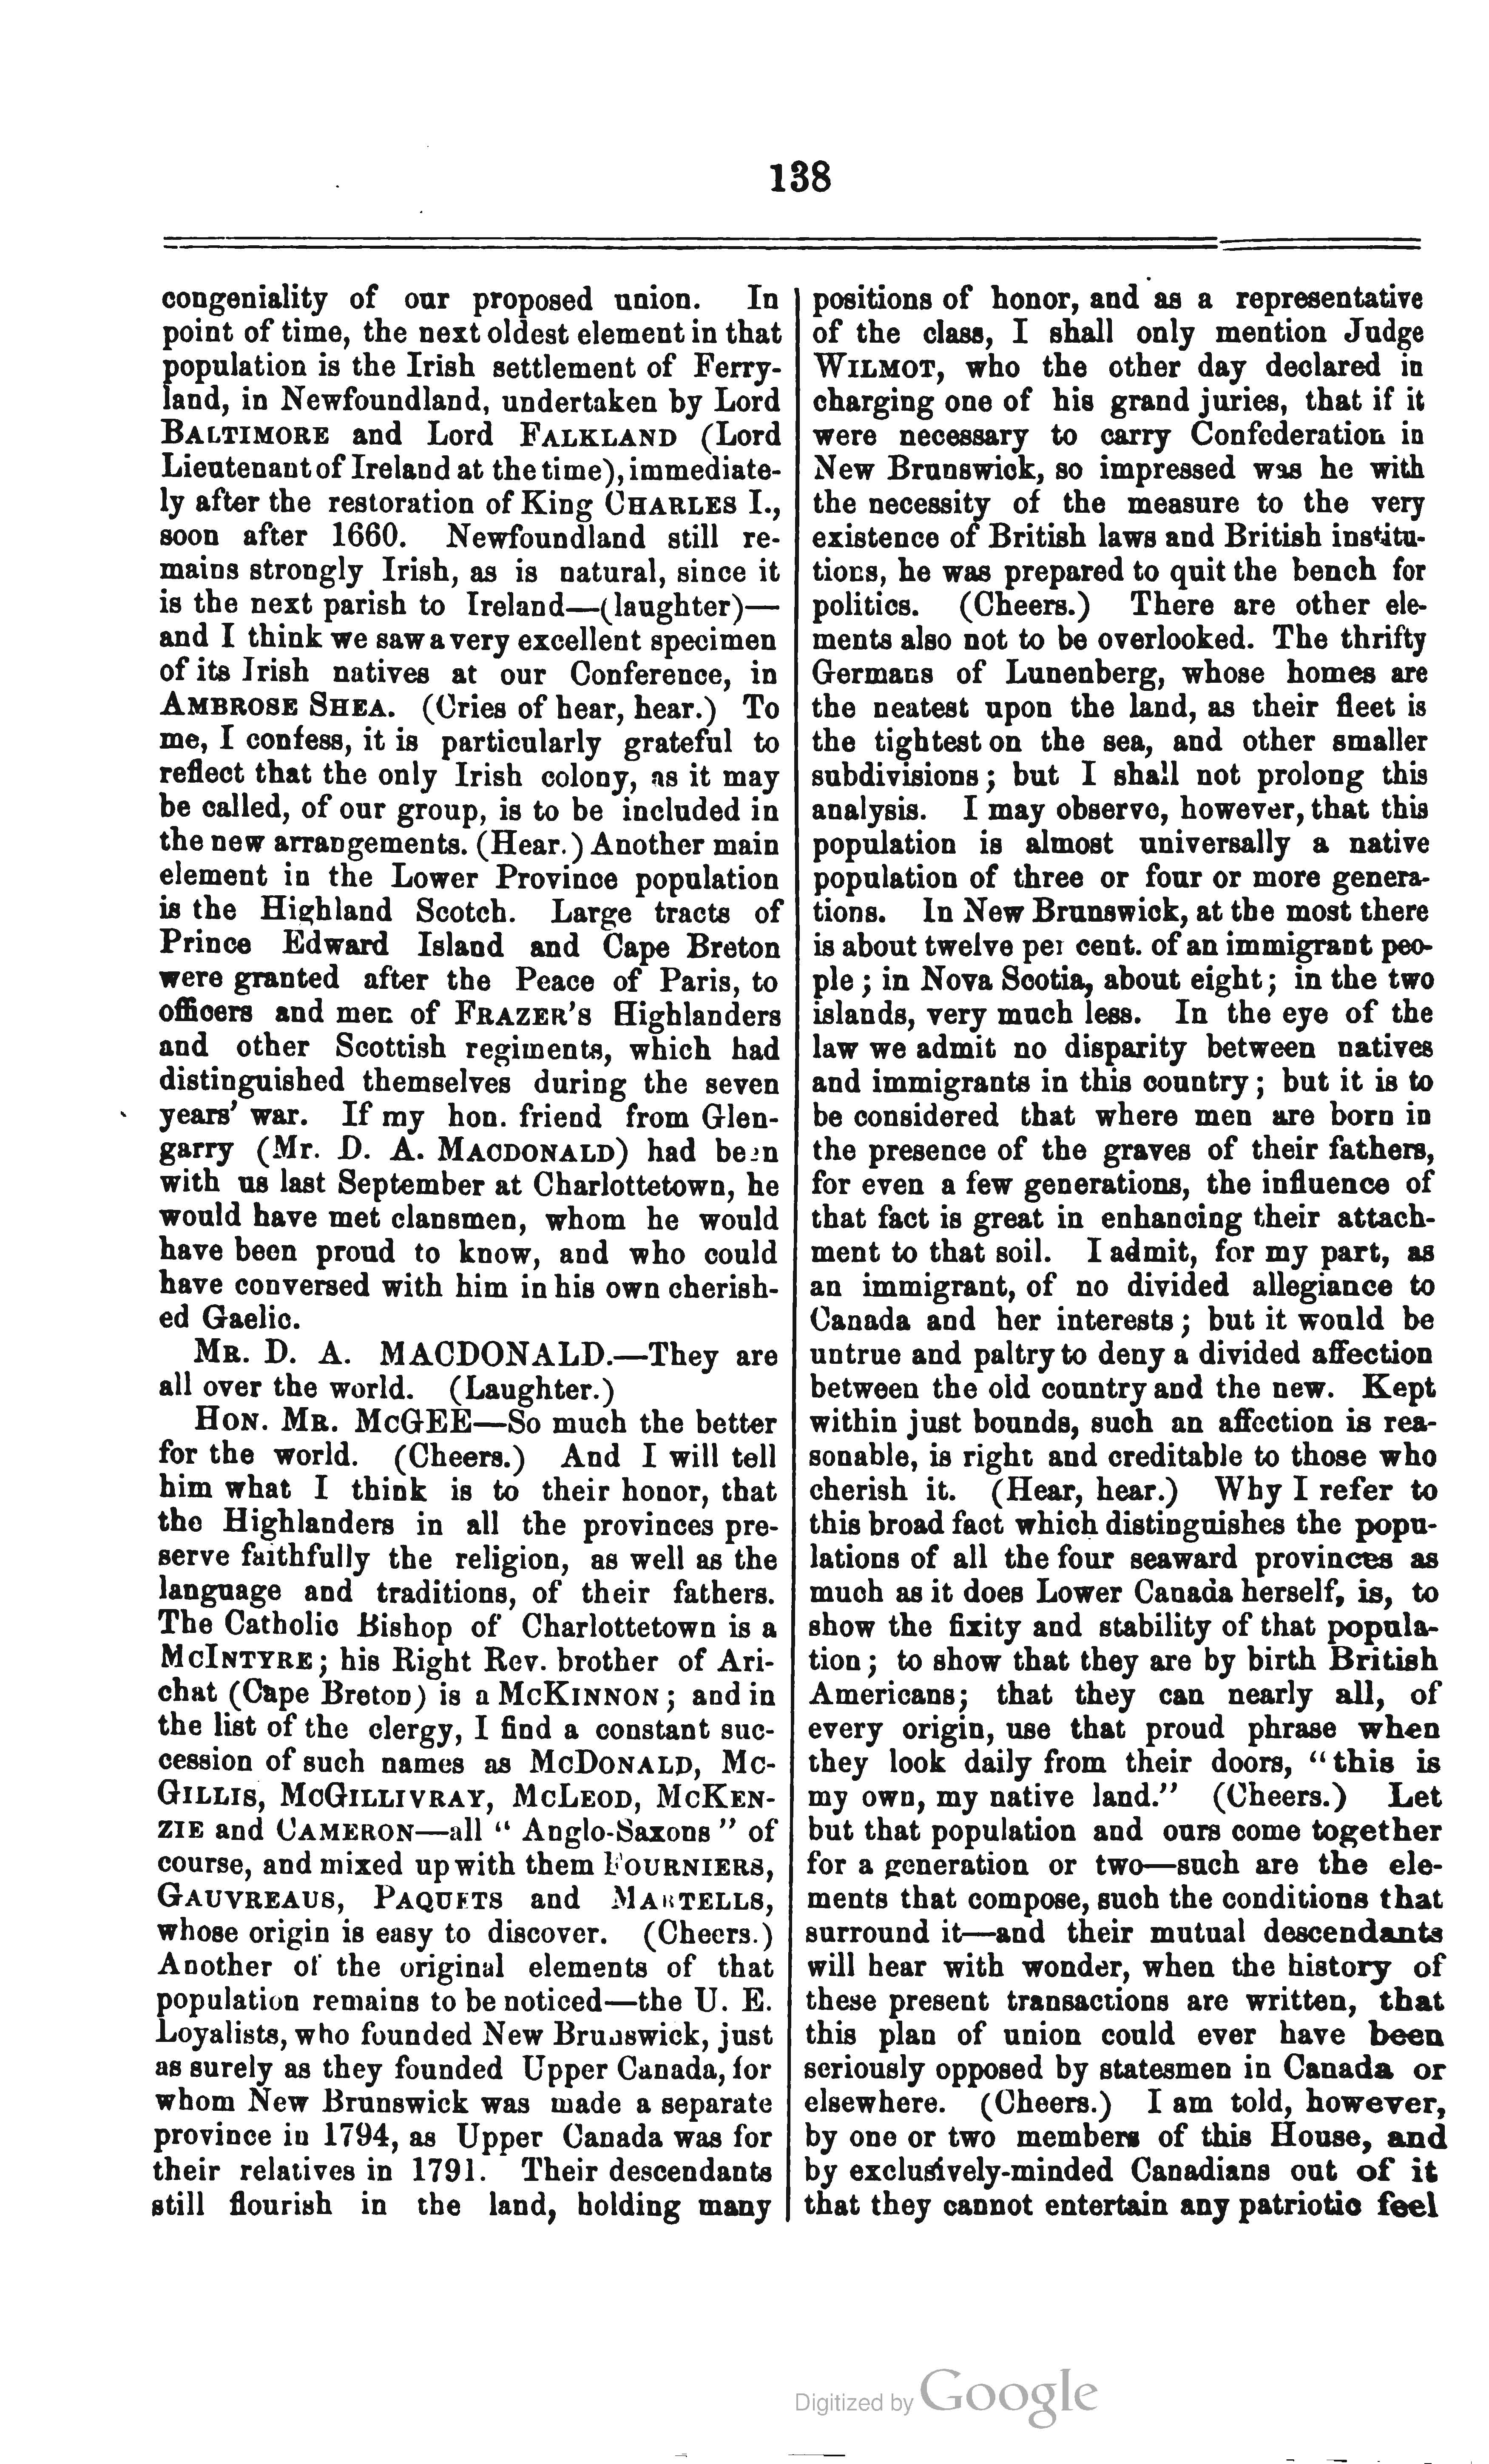 138
congeniality of our proposed union. In
point of time, the next oldest element in that
population is the Irish settlement of Ferry-
land, in Newfoundland, undertaken by Lord
BALTIMORE and Lord FALKLAND (Lord
Lieutenant of Ireland at the time), immediate-
ly after the restoration of King CHARLES I.,
soon after 1660. Newfoundland still re-
mains strongly Irish, as is natural, since it
is the next parish to Ireland—(laughter)—
and I think we saw a very excellent specimen
of its Irish natives at our Conference, in
AMBROSE SHEA. (Cries of hear, hear.) To
me, I confess, it is particularly grateful to
reflect that the only Irish colony, as it may
be called, of our group, is to be included in
the new arrangements. (Hear.) Another main
element in the Lower Province population
is the Highland Scotch. Large tracts of
Prince Edward Island and Cape Breton
were granted after the Peace of Paris, to
officers and men of FRAZER'S Highlanders
and other Scottish regiments, which had
distinguished themselves during the seven
years' war. If my hon. friend from Glen-
garry (Mr. D. A. MACDONALD) had been
with us last September at Charlottetown, he
would have met clansmen, whom he would
have been proud to know, and who could
have conversed with him in his own cherish-
ed Gaelic.
MR. D. A. MACDONALD.—They are
all over the world. (Laughter.)
HON. MR. McGEE—So much the better
for the world. (Cheers.) And I will tell
him what I think is to their honor, that
the Highlanders in all the provinces pre-
serve faithfully the religion, as well as the
language and traditions, of their fathers.
The Catholic Bishop of Charlottetown is a
MCINTYRE; his Right Rev. brother of Ari-
chat (Cape Breton) is a MCKINNON; and in
the list of the clergy, I find a constant suc-
cession of such names as MCDONALD, MC-
GILLIS, MCGILLIVRAY, MCLEOD, MCKEN-
ZIE and CAMERON—all " Anglo-Saxons " of
course, and mixed up with them FOURNIERS,
GAUVREAUS, PAQUETS and MARTELLS,
whose origin is easy to discover. (Cheers.)
Another of the original elements of that
population remains to be noticed—the U. E.
Loyalists, who founded New Brunswick, just
as surely as they founded Upper Canada, for
whom New Brunswick was made a separate
province in 1794, as Upper Canada was for
their relatives in 1791. Their descendants
still flourish in the land, holding many
positions of honor, and as a representative
of the class, I shall only mention Judge
WILMOT, who the other day declared in
charging one of his grand juries, that if it
were necessary to carry Confederation in
New Brunswick, so impressed was he with
the necessity of the measure to the very
existence of British laws and British institu-
tions, he was prepared to quit the bench for
politics. (Cheers.) There are other ele-
ments also not to be overlooked. The thrifty
Germans of Lunenberg, whose homes are
the neatest upon the land, as their fleet is
the tightest on the sea, and other smaller
subdivisions; but I shall not prolong this
analysis. I may observe, however, that this
population is almost universally a native
population of three or four or more genera-
tions. In New Brunswick, at the most there
is about twelve per cent. of an immigrant peo-
ple; in Nova Scotia, about eight; in the two
islands, very much less. In the eye of the
law we admit no disparity between natives
and immigrants in this country; but it is to
be considered that where men are born in
the presence of the graves of their fathers,
for even a few generations, the influence of
that fact is great in enhancing their attach-
ment to that soil. I admit, for my part, as
an immigrant, of no divided allegiance to
Canada and her interests; but it would be
untrue and paltry to deny a divided affection
between the old country and the new. Kept
within just bounds, such an affection is rea-
sonable, is right and creditable to those who
cherish it. (Hear, hear.) Why I refer to
this broad fact which distinguishes the popu-
lations of all the four seaward provinces as
much as it does Lower Canada herself, is, to
show the fixity and stability of that popula-
tion; to show that they are by birth British
Americans; that they can nearly all, of
every origin, use that proud phrase when
they look daily from their doors, "this is
my own, my native land." (Cheers.) Let
but that population and ours come together
for a generation or two—such are the ele-
ments that compose, such the conditions that
surround it—and their mutual descendants
will hear with wonder, when the history of
these present transactions are written, that
this plan of union could ever have been
seriously opposed by statesmen in Canada or
elsewhere. (Cheers.) I am told, however,
by one or two members of this House, and
by exclusively-minded Canadians out of it
that they cannot entertain any patriotic feel
Digitized by Google